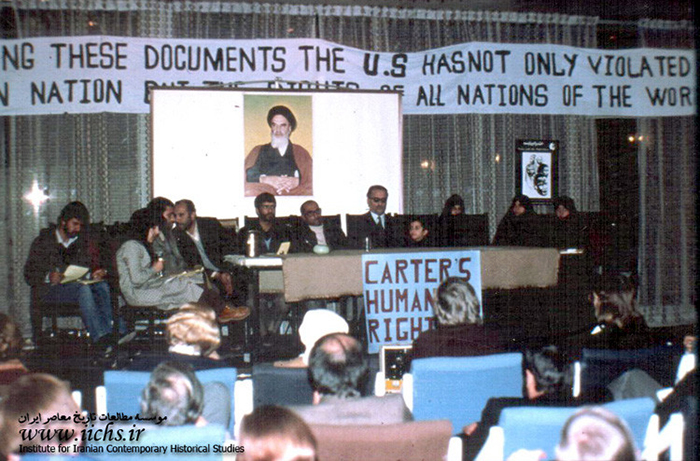 NG THESE DOCUMENTS THE U.S HASNOT ONLY VIOLATED
N NATION BUT THE RIGHTS OF ALL NATIONS OF THE WOR
CARTER'S
HUMAN
RIGHT
موسسه مطالعات تاریخ معاصر ایران
www.iichs.ir
Institute for Iranian Contemporary Historical Studies